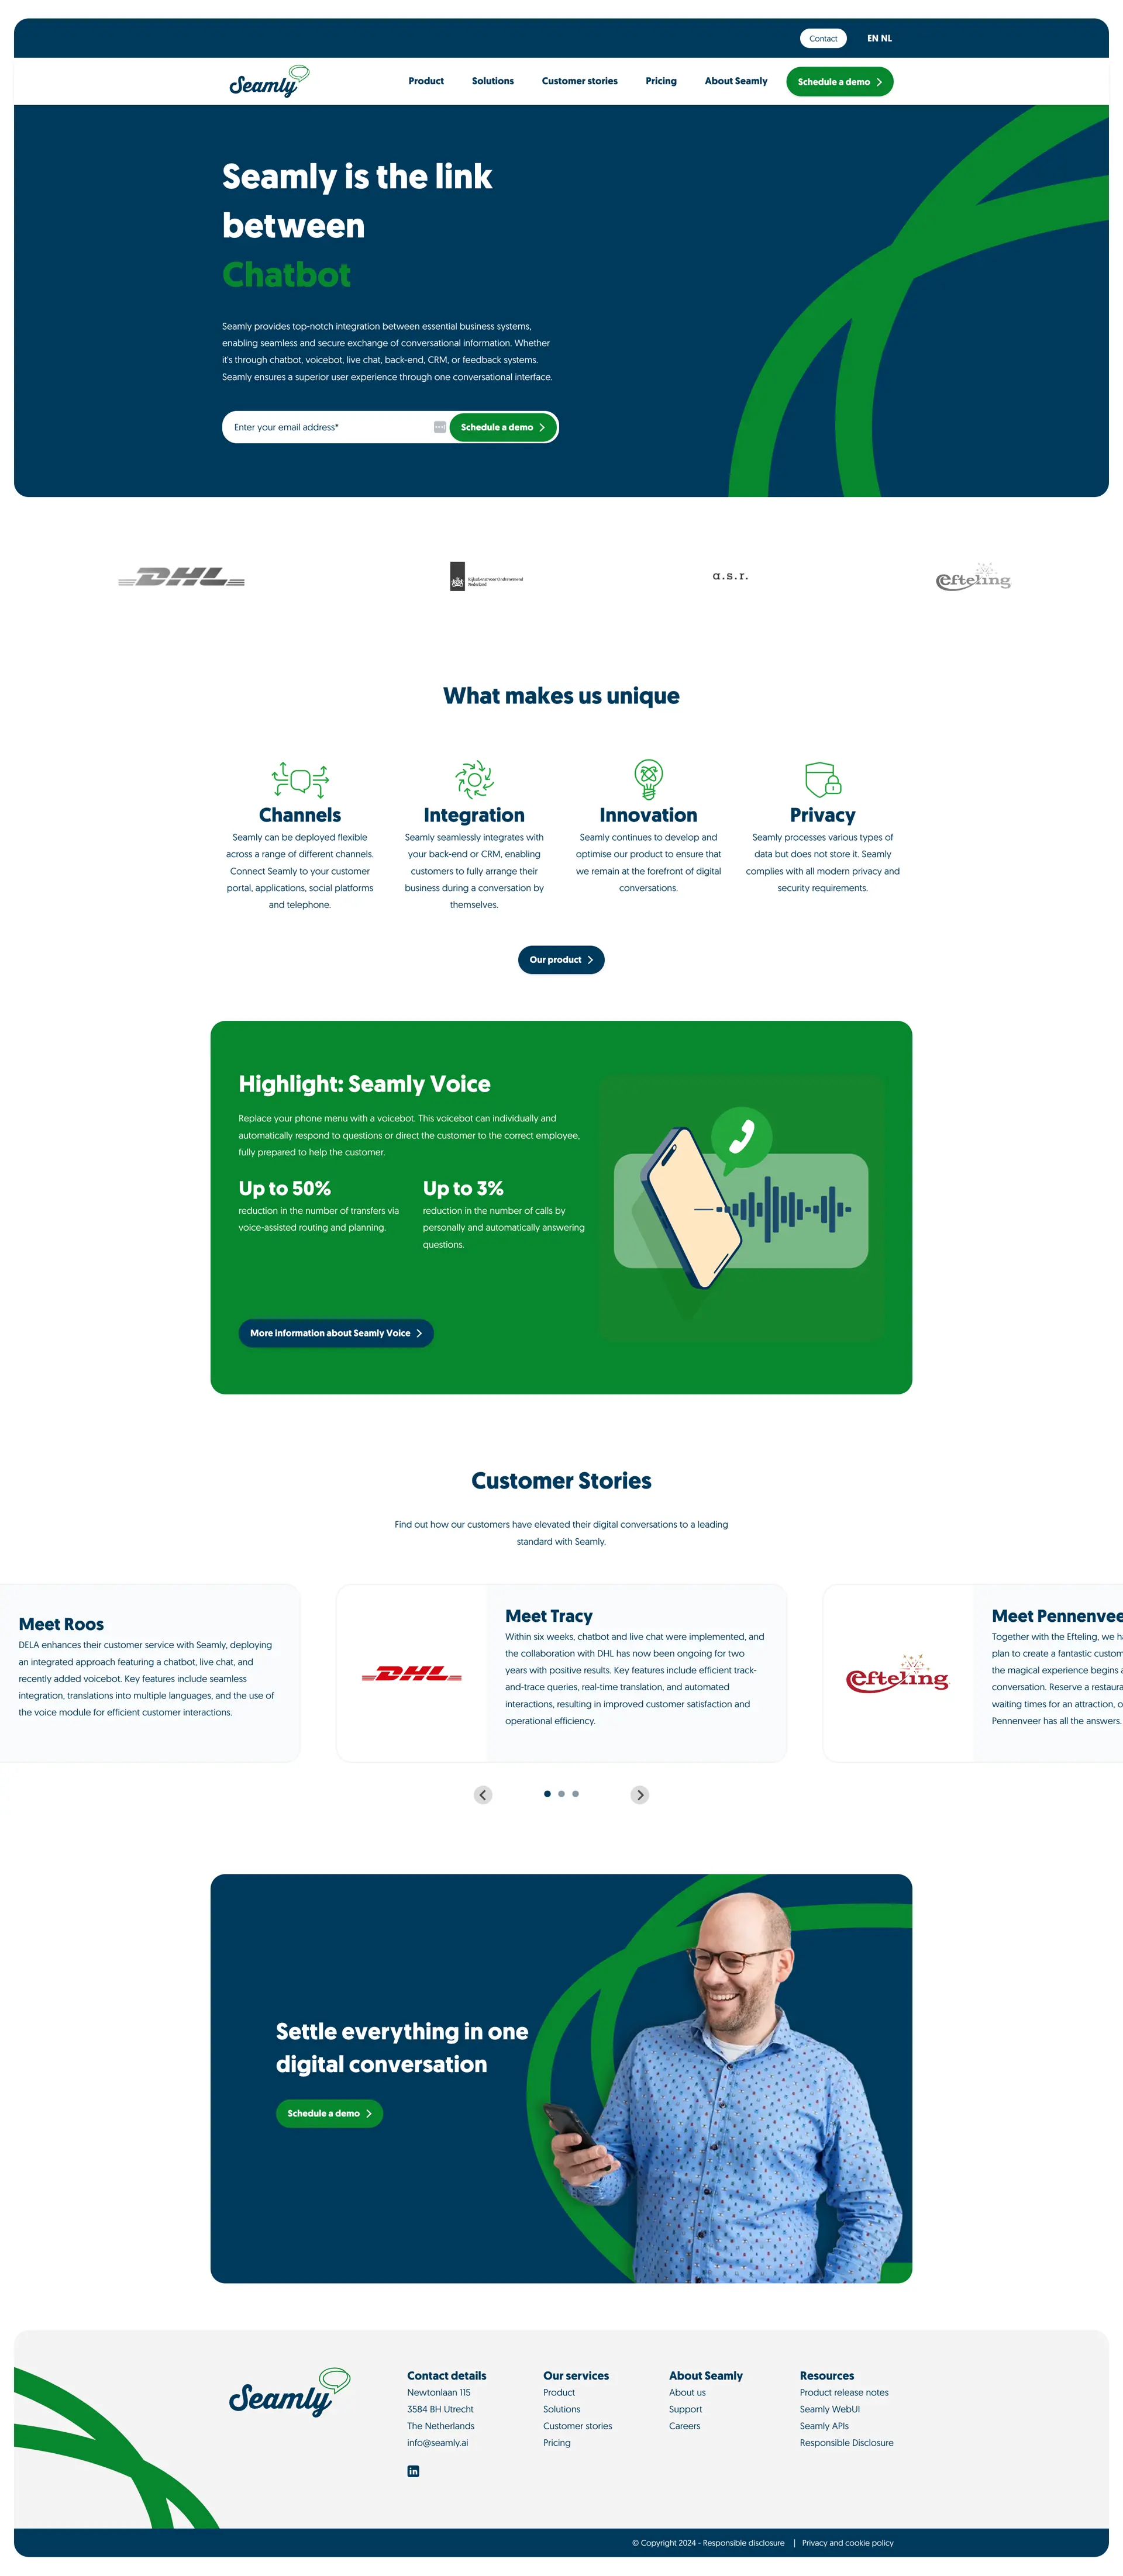 Contact
EN NL
Seamly
Product
Solutions
Customer stories
Pricing
About Seamly
Schedule a demo
Seamly is the link
between
Chatbot
Seamly provides top-notch integration between essential business systems,
enabling seamless and secure exchange of conversational information. Whether
it's through chatbot, voicebot, live chat, back-end, CRM, or feedback systems.
Seamly ensures a superior user experience through one conversational interface.
Enter your email address*
Schedule a demo
DHL
Rijksdienst voor Ondernemend
Nederland
a.s.r.
efteling
What makes us unique
Channels
Seamly can be deployed flexible
across a range of different channels.
Connect Seamly to your customer
portal, applications, social platforms
and telephone.
Integration
Seamly seamlessly integrates with
your back-end or CRM, enabling
customers to fully arrange their
business during a conversation by
themselves.
Innovation
Seamly continues to develop and
optimise our product to ensure that
we remain at the forefront of digital
conversations.
Privacy
Seamly processes various types of
data but does not store it. Seamly
complies with all modern privacy and
security requirements.
Our product
Highlight: Seamly Voice
Replace your phone menu with a voicebot. This voicebot can individually and
automatically respond to questions or direct the customer to the correct employee,
fully prepared to help the customer.
Up to 50%
reduction in the number of transfers via
voice-assisted routing and planning.
Up to 3%
reduction in the number of calls by
personally and automatically answering
questions.
More information about Seamly Voice
Customer Stories
Find out how our customers have elevated their digital conversations to a leading
standard with Seamly.
Meet Roos
DELA enhances their customer service with Seamly, deploying
an integrated approach featuring a chatbot, live chat, and
recently added voicebot. Key features include seamless
integration, translations into multiple languages, and the use of
the voice module for efficient customer interactions.
DHL
Meet Tracy
Within six weeks, chatbot and live chat were implemented, and
the collaboration with DHL has now been ongoing for two
years with positive results. Key features include efficient track-
and-trace queries, real-time translation, and automated
interactions, resulting in improved customer satisfaction and
operational efficiency.
efteling
Meet Pennenvee
Together with the Efteling, we h
plan to create a fantastic custom
the magical experience begins a
conversation. Reserve a restaura
waiting times for an attraction, o
Pennenveer has all the answers.
Settle everything in one
digital conversation
Schedule a demo
Seamly
Contact details
Newtonlaan 115
3584 BH Utrecht
The Netherlands
info@seamly.ai
in
Our services
Product
Solutions
Customer stories
Pricing
About Seamly
About us
Support
Careers
Resources
Product release notes
Seamly WebUI
Seamly APIs
Responsible Disclosure
© Copyright 2024 - Responsible disclosure | Privacy and cookie policy